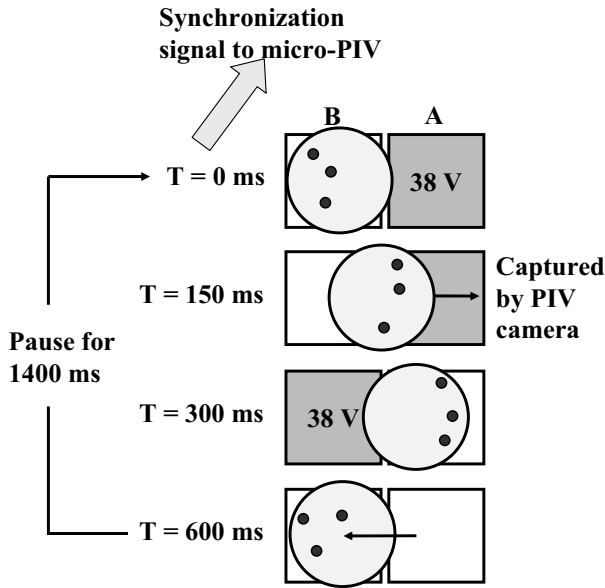 Synchronization
signal to micro-PIV
B
A
T = 0 ms
38 V
T = 150 ms
Captured
by PIV
camera
Pause for
1400 ms
T = 300 ms
38 V
T = 600 ms